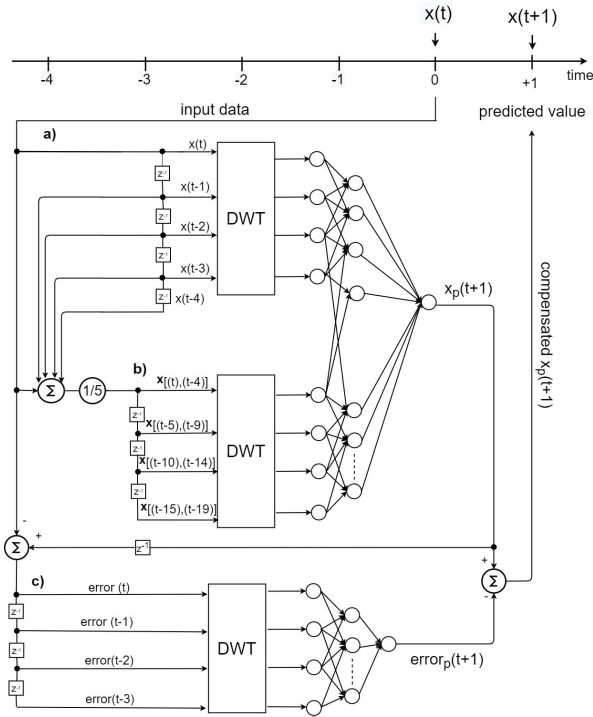 x(t) x(t+1)
-4 -3 -2 -1 0 +1 time
input data predicted value
a)
x(t)
z-1
x(t-1)
z-1
x(t-2) DWT
z-1
x(t-3)
z-1 x(t-4)
xp(t+1)
compensated xp(t+1)
b)
Σ 1/5 x[(t),(t-4)]
z-1
x[(t-5),(t-9)]
z-1 DWT
x[(t-10),(t-14)]
z-1
x[(t-15),(t-19)]
- +
Σ z-1
+
Σ
-
c)
error (t)
z-1
error (t-1)
z-1 DWT
error(t-2)
z-1
error(t-3)
errorp(t+1)